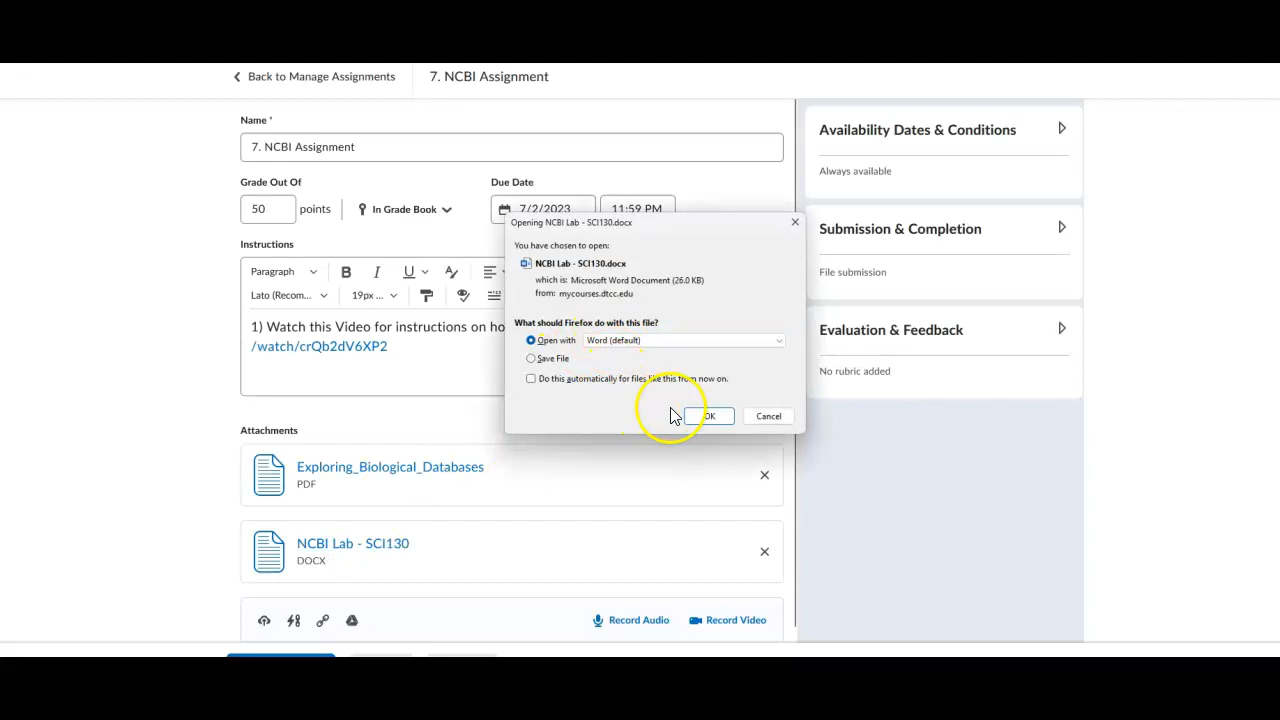 Back to Manage Assignments
7. NCBI Assignment
Name *
7. NCBI Assignment
Grade Out Of
50 points
In Grade Book
Due Date
7/2/2023
11:59 PM
Instructions
Paragraph
B I U
Lato (Recom...
19px ...
1) Watch this Video for instructions on
/watch/crQb2dV6XP2
Opening NCBI Lab - SCI130.docx
You have chosen to open:
NCBI Lab - SCI130.docx
which is: Microsoft Word Document (26.0 KB)
from: mycourses.dtcc.edu
What should Firefox do with this file?
Open with
Word (default)
Save File
Do this automatically for files like this from now on.
OK
Cancel
Attachments
Exploring_Biological_Databases
PDF
NCBI Lab - SCI130
DOCX
Record Audio
Record Video
Availability Dates & Conditions
Always available
Submission & Completion
File submission
Evaluation & Feedback
No rubric added